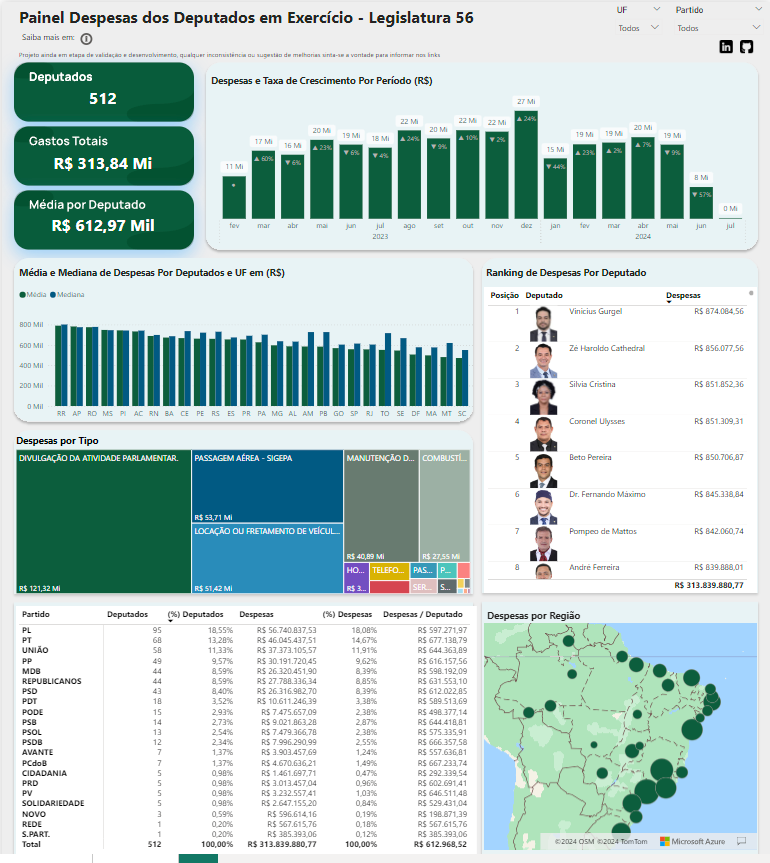 Painel Despesas dos Deputados em Exercício - Legislatura 56
UF
Partido
Todos
Todos
Saiba mais em:
Projeto ainda em etapa de validação e desenvolvimento, qualquer inconsistência ou sugestão de melhorias sinta-se a vontade para informar nos links
Deputados
512
Gastos Totais
R$ 313,84 Mi
Média por Deputado
R$ 612,97 Mil
Despesas e Taxa de Crescimento Por Período (R$)
11 Mi 17 Mi 16 Mi 20 Mi 19 Mi 18 Mi 22 Mi 20 Mi 22 Mi 22 Mi 27 Mi 15 Mi 19 Mi 19 Mi 20 Mi 19 Mi 8 Mi 0 Mi
▲ 60% ▼ 6% ▲ 23% ▼ 6% ▼ 4% ▲ 24% ▼ 9% ▲ 10% ▼ 2% ▲ 24% ▼ 44% ▲ 23% ▲ 2% ▲ 7% ▼ 9% ▼ 57%
fev mar abr mai jun jul ago set out nov dez jan fev mar abr mai jun jul
2023 2024
Média e Mediana de Despesas Por Deputados e UF em (R$)
Média Mediana
800 Mil
600 Mil
400 Mil
200 Mil
0 Mil
RR AP RO MS PI AC RN BA CE PE RS ES PR PA MG AL AM PB GO SP RJ TO SE DF MA MT SC
Ranking de Despesas Por Deputado
Posição Deputado Despesas
1 Vinicius Gurgel R$ 874.084,56
2 Zé Haroldo Cathedral R$ 856.077,56
3 Silvia Cristina R$ 851.852,36
4 Coronel Ulysses R$ 851.309,31
5 Beto Pereira R$ 850.706,87
6 Dr. Fernando Máximo R$ 845.338,84
7 Pompeo de Mattos R$ 842.060,74
8 André Ferreira R$ 839.888,01
R$ 313.839.880,77
Despesas por Tipo
DIVULGAÇÃO DA ATIVIDADE PARLAMENTAR.
R$ 121,32 Mi
PASSAGEM AÉREA - SIGEPA
R$ 53,71 Mi
LOCAÇÃO OU FRETAMENTO DE VEÍCUL...
R$ 51,42 Mi
MANUTENÇÃO D...
R$ 40,89 Mi
COMBUSTÍ...
R$ 27,55 Mi
HO...
R$ 3...
TELEFO...
PAS...
P...
SER...
S...
Partido Deputados (%) Deputados Despesas (%) Despesas Despesas / Deputado
PL 95 18,55% R$ 56.740.837,53 18,08% R$ 597.271,97
PT 68 13,28% R$ 46.045.437,51 14,67% R$ 677.138,79
UNIÃO 58 11,33% R$ 37.373.105,57 11,91% R$ 644.363,89
PP 49 9,57% R$ 30.191.720,45 9,62% R$ 616.157,56
MDB 44 8,59% R$ 26.320.451,90 8,39% R$ 598.192,09
REPUBLICANOS 44 8,59% R$ 27.788.336,34 8,85% R$ 631.553,10
PSD 43 8,40% R$ 26.316.982,70 8,39% R$ 612.022,85
PDT 18 3,52% R$ 10.611.246,39 3,38% R$ 589.513,69
PODE 15 2,93% R$ 7.475.657,09 2,38% R$ 498.377,14
PSB 14 2,73% R$ 9.021.863,28 2,87% R$ 644.418,81
PSOL 13 2,54% R$ 7.479.366,78 2,38% R$ 575.335,91
PSDB 12 2,34% R$ 7.996.290,99 2,55% R$ 666.357,58
AVANTE 7 1,37% R$ 3.903.457,69 1,24% R$ 557.636,81
PCdoB 7 1,37% R$ 4.670.636,21 1,49% R$ 667.233,74
CIDADANIA 5 0,98% R$ 1.461.697,71 0,47% R$ 292.339,54
PRD 5 0,98% R$ 3.013.457,04 0,96% R$ 602.691,41
PV 5 0,98% R$ 3.232.557,41 1,03% R$ 646.511,48
SOLIDARIEDADE 5 0,98% R$ 2.647.155,20 0,84% R$ 529.431,04
NOVO 3 0,59% R$ 596.614,16 0,19% R$ 198.871,39
REDE 1 0,20% R$ 567.615,76 0,18% R$ 567.615,76
S.PART. 1 0,20% R$ 385.393,06 0,12% R$ 385.393,06
Total 512 100,00% R$ 313.839.880,77 100,00% R$ 612.968,52
Despesas por Região
©2024 OSM ©2024 TomTom
Microsoft Azure